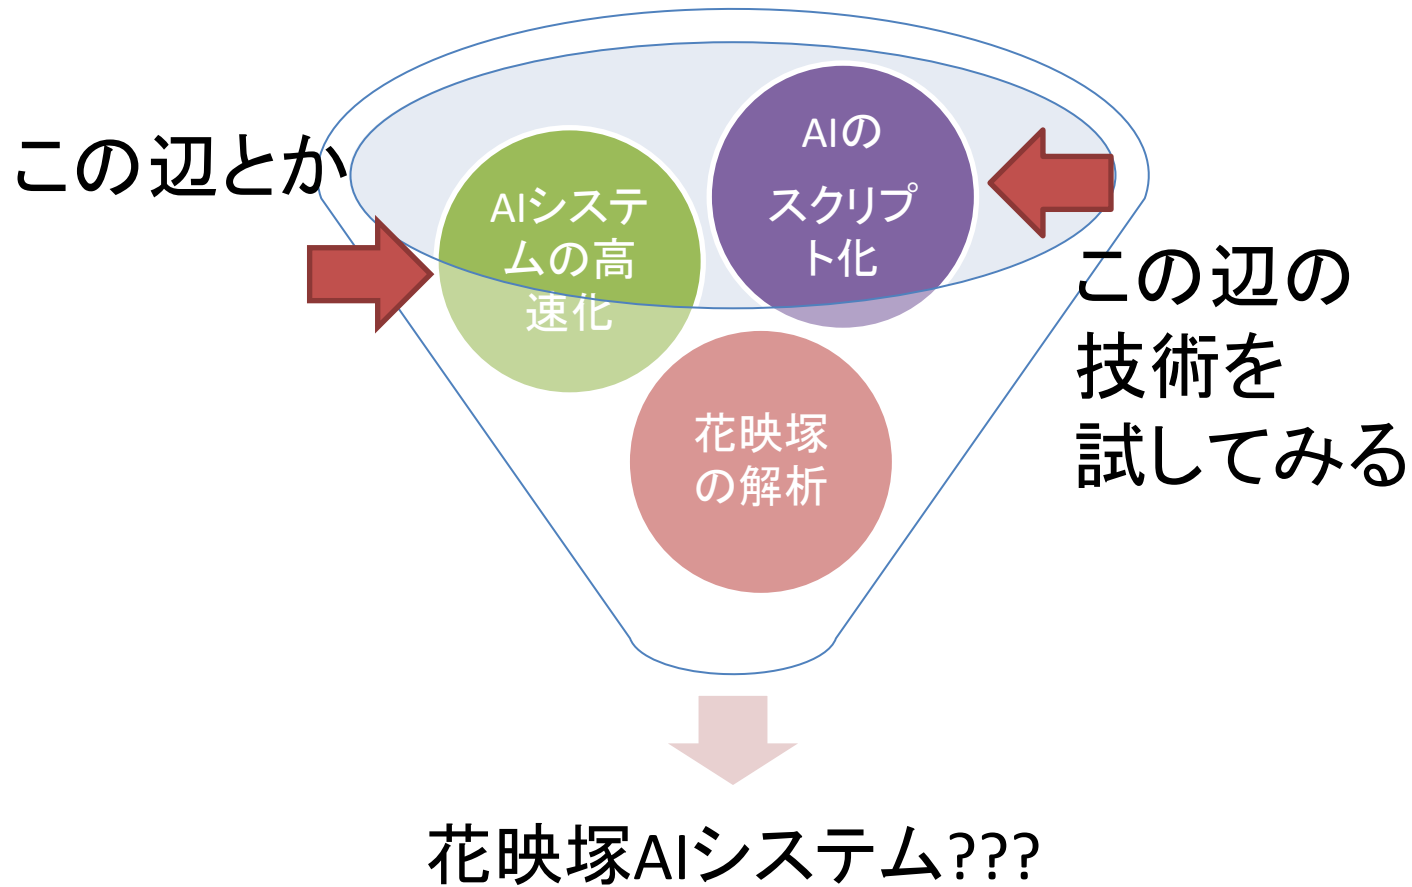 この辺とか
AIシステ
ムの高
速化
AIの
スクリプ
ト化
この辺の
技術を
試してみる
花映塚
の解析
花映塚AIシステム???